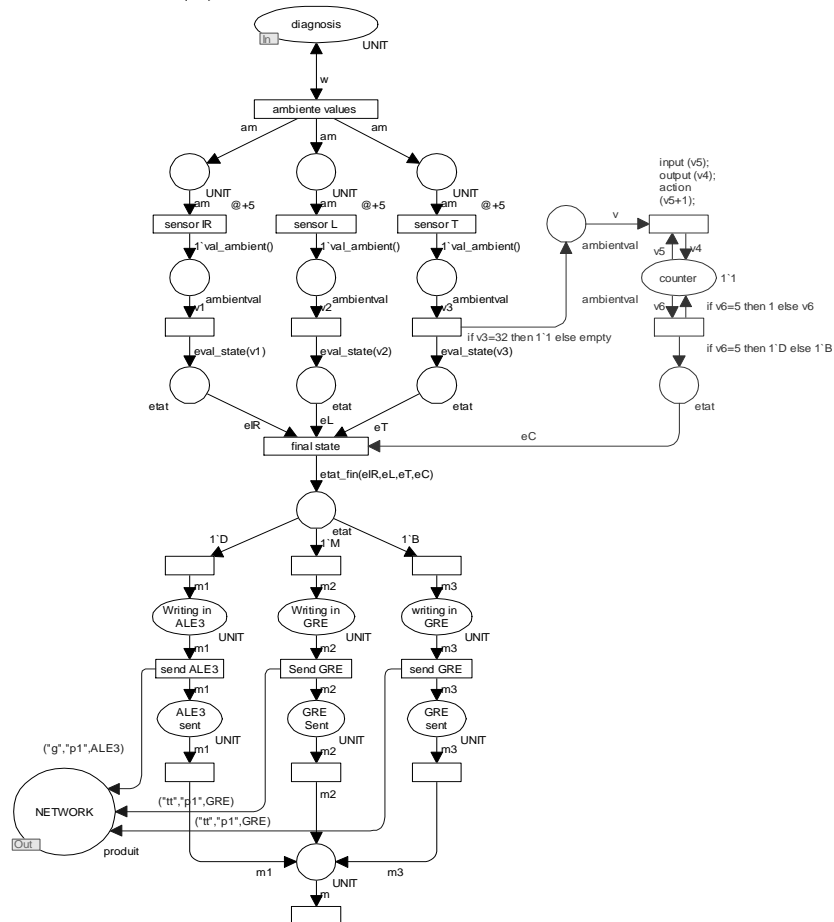 diagnosis
In
UNIT
w
ambiente values
am
am
am
UNIT
UNIT
UNIT
am
@+5
am
@+5
am
@+5
sensor IR
sensor L
sensor T
1`val_ambient()
1`val_ambient()
1`val_ambient()
input (v5);
output (v4);
action
(v5+1);
v
ambientval
v5
v4
counter
1`1
ambientval
ambientval
ambientval
ambientval
v1
v2
v3
v6
if v6=5 then 1 else v6
if v3=32 then 1`1 else empty
eval_state(v1)
eval_state(v2)
eval_state(v3)
if v6=5 then 1`D else 1`B
etat
etat
etat
etat
eIR
eL
eT
eC
final state
etat_fin(eIR,eL,eT,eC)
etat
1`D
1`M
1`B
m1
m2
m3
Writing in
ALE3
Writing in
GRE
writing in
GRE
UNIT
UNIT
UNIT
m1
m2
m3
send ALE3
Send GRE
send GRE
m1
m2
m3
ALE3
sent
GRE
Sent
GRE
sent
UNIT
UNIT
UNIT
m1
m2
m3
("g","p1",ALE3)
m2
("tt","p1",GRE)
("tt","p1",GRE)
NETWORK
Out
produit
m1
m3
UNIT
m